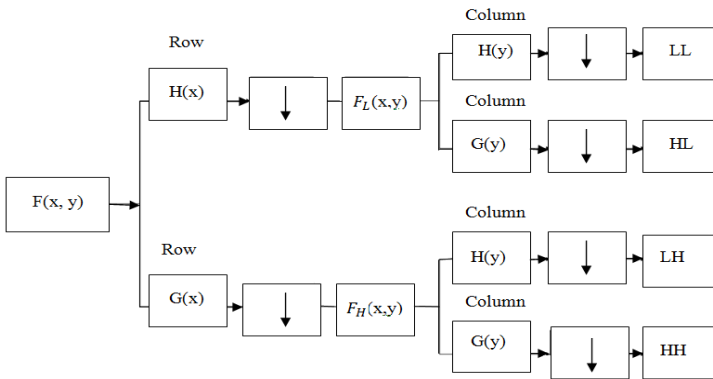 Column
Row
H(y)
LL
H(x)
F_L(x,y)
Column
G(y)
HL
F(x, y)
Column
Row
H(y)
LH
G(x)
F_H(x,y)
Column
G(y)
HH